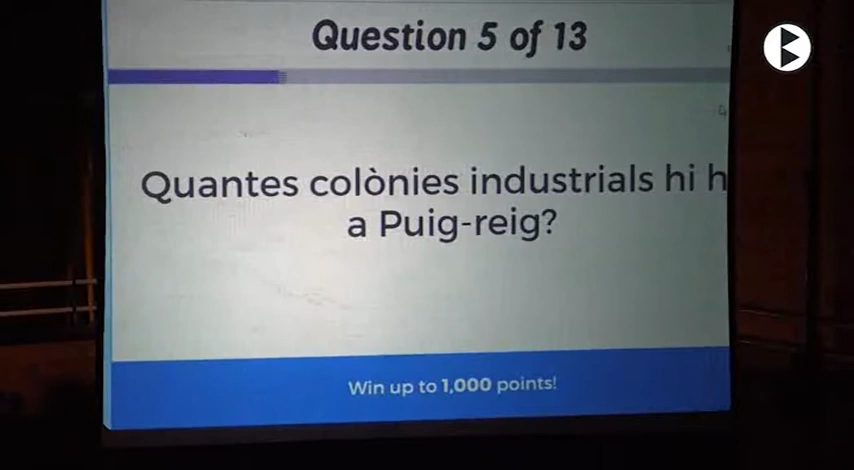 Question 5 of 13
Quantes colònies industrials hi h
a Puig-reig?
Win up to 1,000 points!